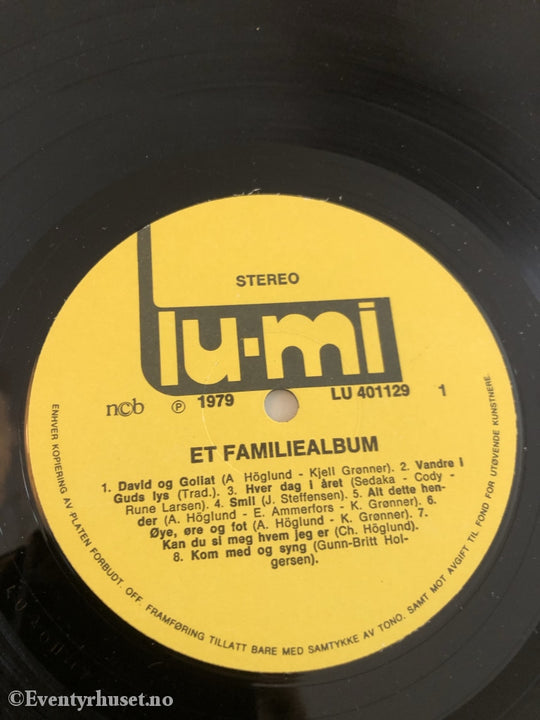 STEREO
lu-mi
ncb ℗ 1979 LU 401129 1
ET FAMILIEALBUM
1. David og Goliat (A Höglund - Kjell Grønner). 2. Vandre i
Guds lys (Trad.). 3. Hver dag i året (Sedaka - Cody -
Rune Larsen). 4. Smil (J. Steffensen). 5. Alt dette hen-
der (A. Höglund - E. Ammerfors - K. Grønner). 6.
Øye, øre og fot (A. Höglund - K. Grønner). 7.
Kan du si meg hvem jeg er (Ch. Höglund).
8. Kom med og syng (Gunn-Britt Hol-
gersen).
ENHVER KOPIERING AV PLATEN FORBUDT. OFF. FRAMFØRING TILLATT BARE MED SAMTYKKE AV TONO. SAMT MOT AVGIFT TIL FOND FOR UTØVENDE KUNSTNERE.
©Eventyrhuset.no